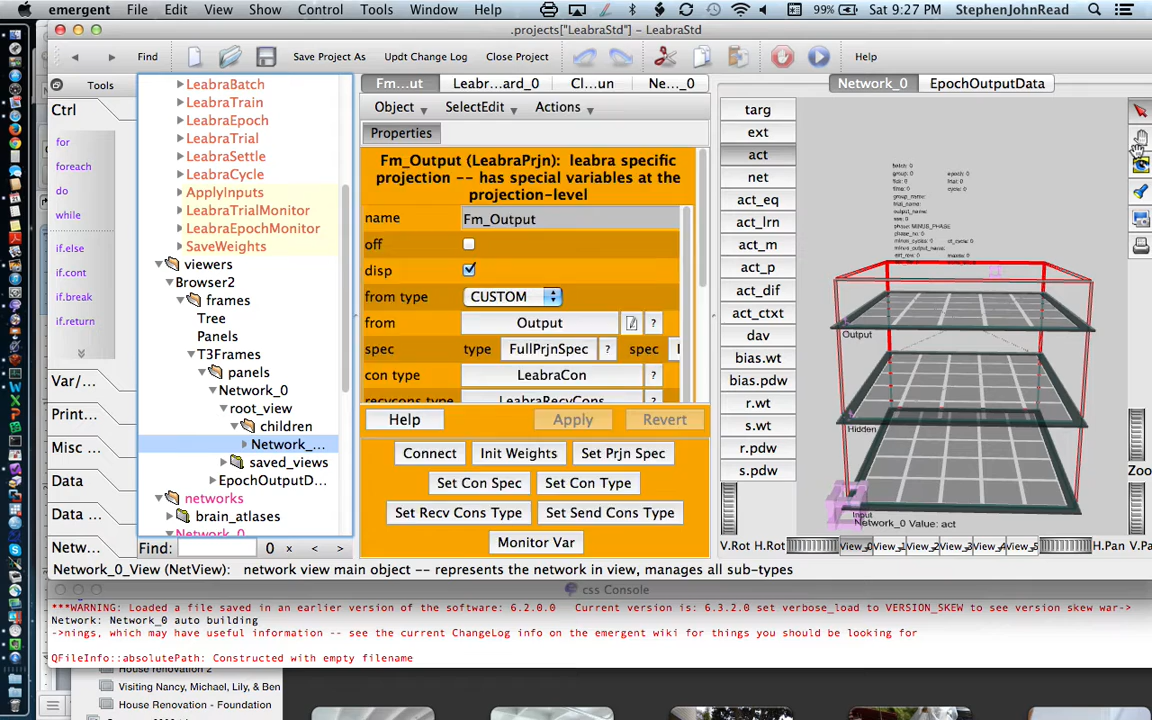 emergent File Edit View Show Control Tools Window Help 99% Sat 9:27 PM StephenJohnRead
.projects["LeabraStd"] – LeabraStd
Find Save Project As Updt Change Log Close Project Help
Tools
Ctrl
for
foreach
do
while
if.else
if.cont
if.break
if.return
Var/...
Print...
Misc ...
Data
Data ...
Netw...
LeabraBatch
LeabraTrain
LeabraEpoch
LeabraTrial
LeabraSettle
LeabraCycle
ApplyInputs
LeabraTrialMonitor
LeabraEpochMonitor
SaveWeights
viewers
Browser2
frames
Tree
Panels
T3Frames
panels
Network_0
root_view
children
Network_...
saved_views
EpochOutputD...
networks
brain_atlases
Network_0
Find: 0 x < >
Fm...ut Leabr...ard_0 Cl...un Ne..._0
Object SelectEdit Actions
Properties
Fm_Output (LeabraPrjn): leabra specific
projection -- has special variables at the
projection-level
name Fm_Output
off
disp
from type CUSTOM
from Output ?
spec type FullPrjnSpec ? spec
con type LeabraCon ?
recvcons type LeabraRecvCons
Help Apply Revert
Connect Init Weights Set Prjn Spec
Set Con Spec Set Con Type
Set Recv Cons Type Set Send Cons Type
Monitor Var
Network_0 EpochOutputData
targ
ext
act
net
act_eq
act_lrn
act_m
act_p
act_dif
act_ctxt
dav
bias.wt
bias.pdw
r.wt
s.wt
r.pdw
s.pdw
phase: MINUS_PHASE
Output
Hidden
Input
Network_0 Value: act
Zoo
V.Rot H.Rot View_0 View_1 View_2 View_3 View_4 View_5 H.Pan V.Pa
Network_0_View (NetView): network view main object -- represents the network in view, manages all sub-types
css Console
***WARNING: Loaded a file saved in an earlier version of the software: 6.2.0.0 Current version is: 6.3.2.0 set verbose_load to VERSION_SKEW to see version skew war->
Network: Network_0 auto building
->nings, which may have useful information -- see the current ChangeLog info on the emergent wiki for things you should be looking for
QFileInfo::absolutePath: Constructed with empty filename
House renovation 2
Visiting Nancy, Michael, Lily, & Ben
House Renovation - Foundation